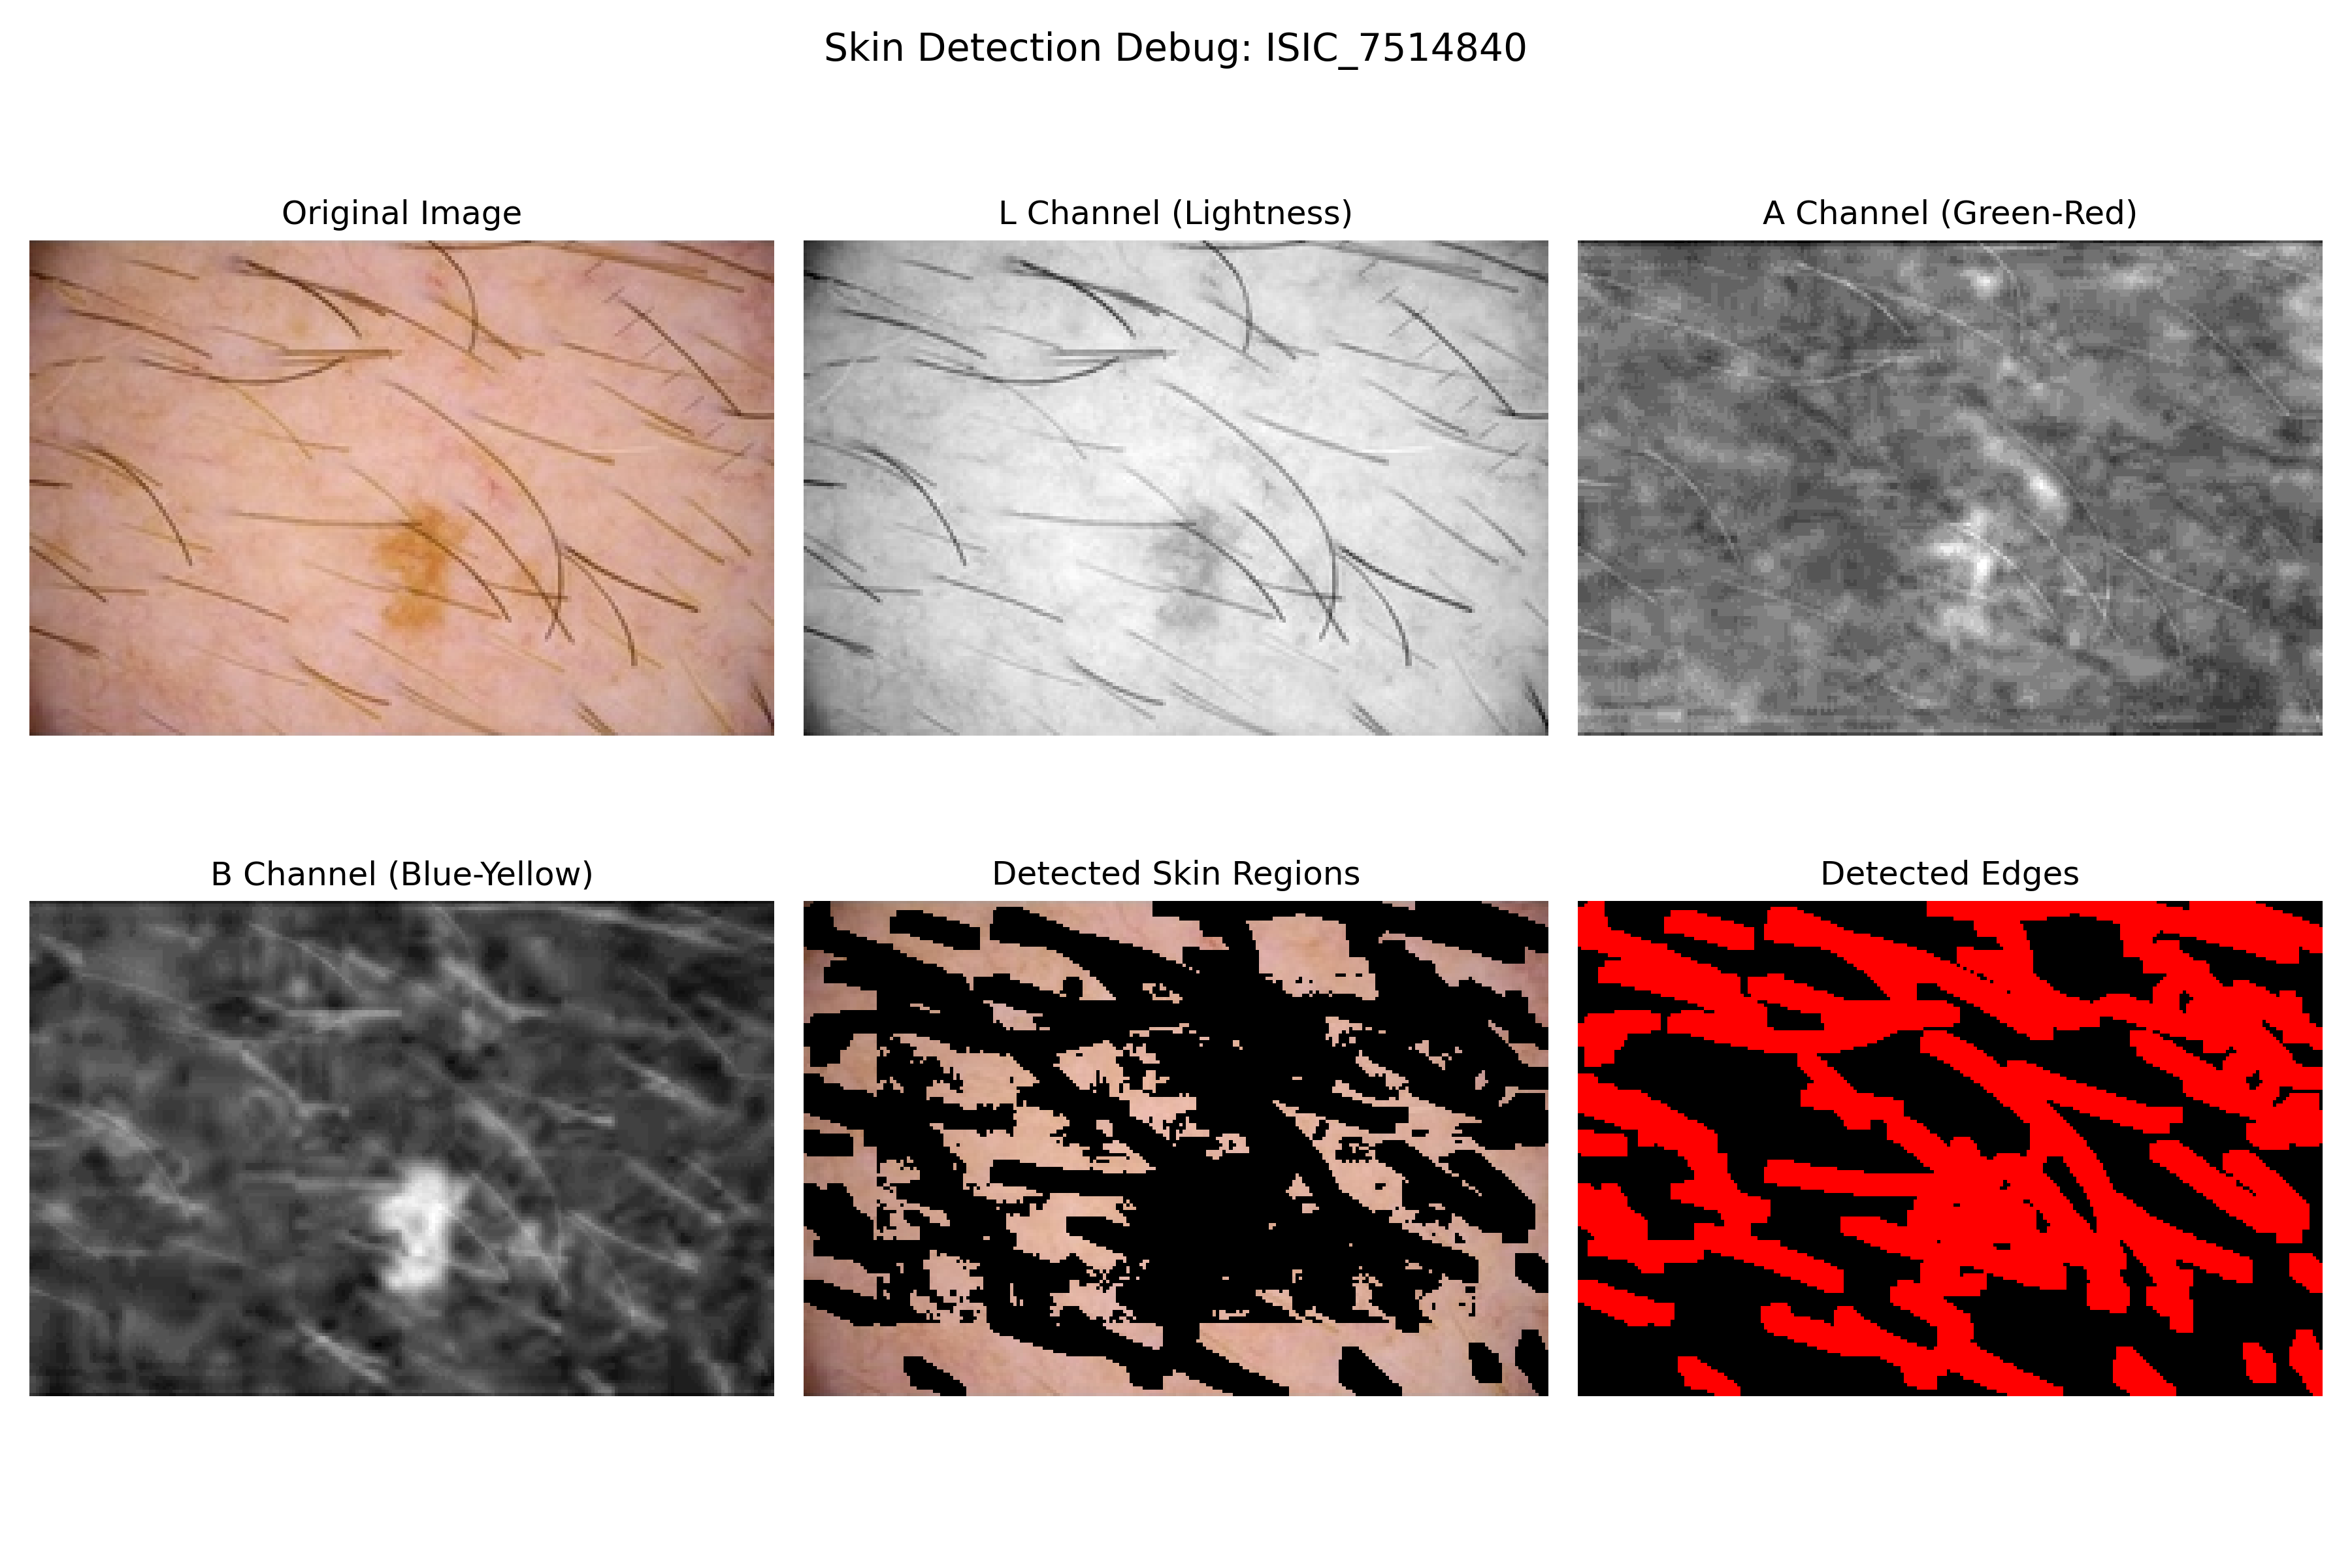 Skin Detection Debug: ISIC_7514840
Original Image
L Channel (Lightness)
A Channel (Green-Red)
B Channel (Blue-Yellow)
Detected Skin Regions
Detected Edges